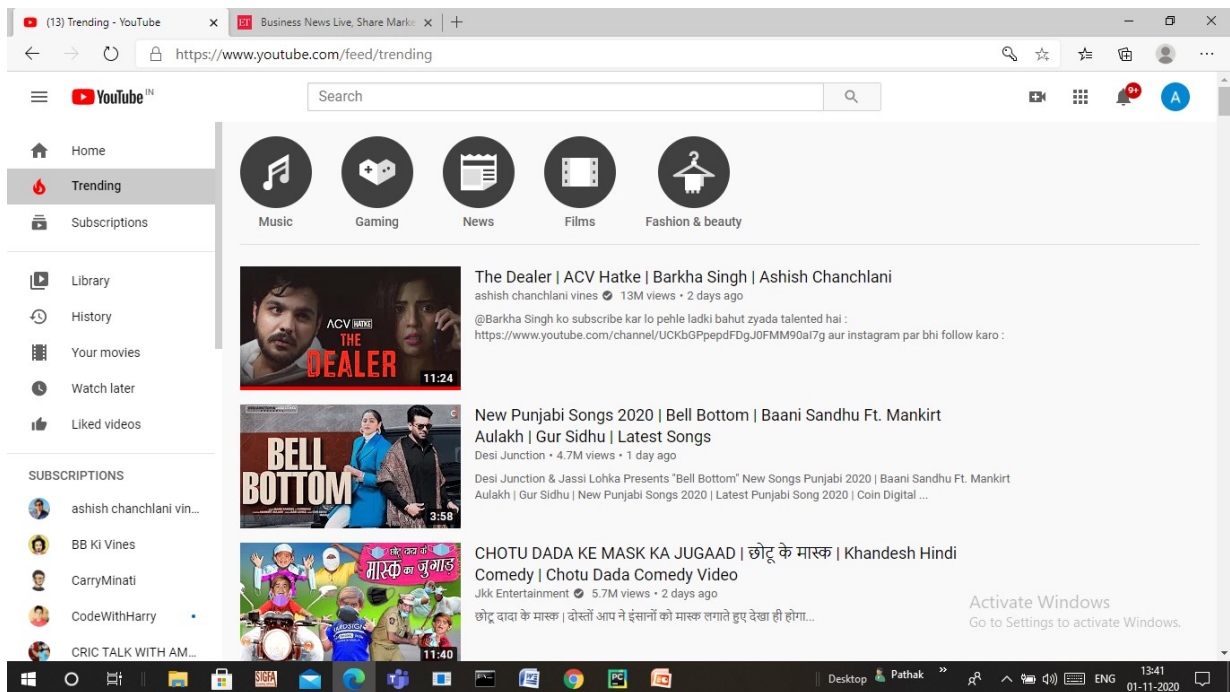 (13) Trending - YouTube
ET Business News Live, Share Marke
https://www.youtube.com/feed/trending
YouTube IN
Search
9+
A
Home
Trending
Subscriptions
Library
History
Your movies
Watch later
Liked videos
SUBSCRIPTIONS
ashish chanchlani vin...
BB Ki Vines
CarryMinati
CodeWithHarry
CRIC TALK WITH AM...
Music Gaming News Films Fashion & beauty
ACV HATKE
THE
DEALER
11:24
The Dealer | ACV Hatke | Barkha Singh | Ashish Chanchlani
ashish chanchlani vines 13M views • 2 days ago
@Barkha Singh ko subscribe kar lo pehle ladki bahut zyada talented hai :
https://www.youtube.com/channel/UCKbGPpepdFDgJ0FMM90aI7g aur instagram par bhi follow karo :
BELL
BOTTOM
3:58
New Punjabi Songs 2020 | Bell Bottom | Baani Sandhu Ft. Mankirt
Aulakh | Gur Sidhu | Latest Songs
Desi Junction • 4.7M views • 1 day ago
Desi Junction & Jassi Lohka Presents "Bell Bottom" New Songs Punjabi 2020 | Baani Sandhu Ft. Mankirt
Aulakh | Gur Sidhu | New Punjabi Songs 2020 | Latest Punjabi Song 2020 | Coin Digital ...
छोटू दादा के
मास्क का जुगाड़
11:40
CHOTU DADA KE MASK KA JUGAAD | छोटू के मास्क | Khandesh Hindi
Comedy | Chotu Dada Comedy Video
Jkk Entertainment 5.7M views • 2 days ago
छोटू दादा के मास्क | दोस्तों आप ने इंसानों को मास्क लगाते हुए देखा ही होगा...
Activate Windows
Go to Settings to activate Windows.
Desktop Pathak ENG
13:41
01-11-2020